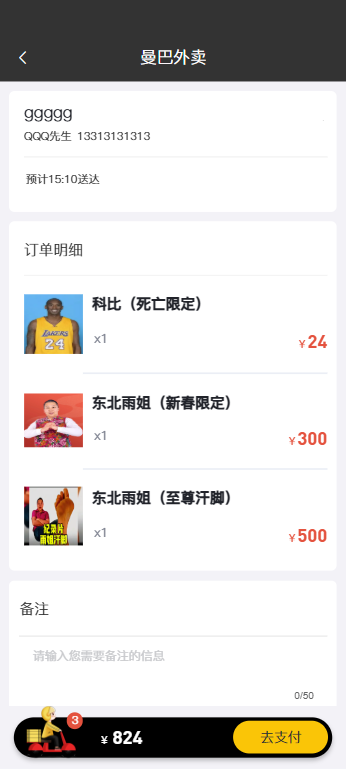 曼巴外卖
ggggg
QQQ先生 13313131313
预计15:10送达
订单明细
科比（死亡限定）
LAKERS
24
x1
¥24
东北雨姐（新春限定）
x1
¥300
东北雨姐（至尊汗脚）
纪录片
雨姐汗脚
x1
¥500
备注
请输入您需要备注的信息
0/50
3
¥ 824
去支付